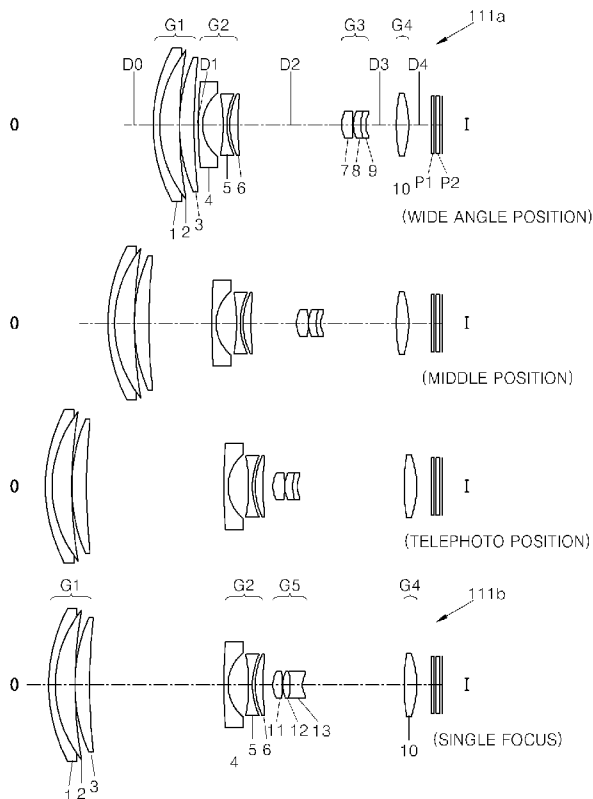 G1 G2 G3 G4 111a
D0 D1 D2 D3 D4
O I
7 8 9 P1 P2
4 5 6 10
1 2 3
(WIDE ANGLE POSITION)
O I
(MIDDLE POSITION)
O I
(TELEPHOTO POSITION)
G1 G2 G5 G4 111b
O I
11 12 13
4 5 6 10
(SINGLE FOCUS)
1 2 3